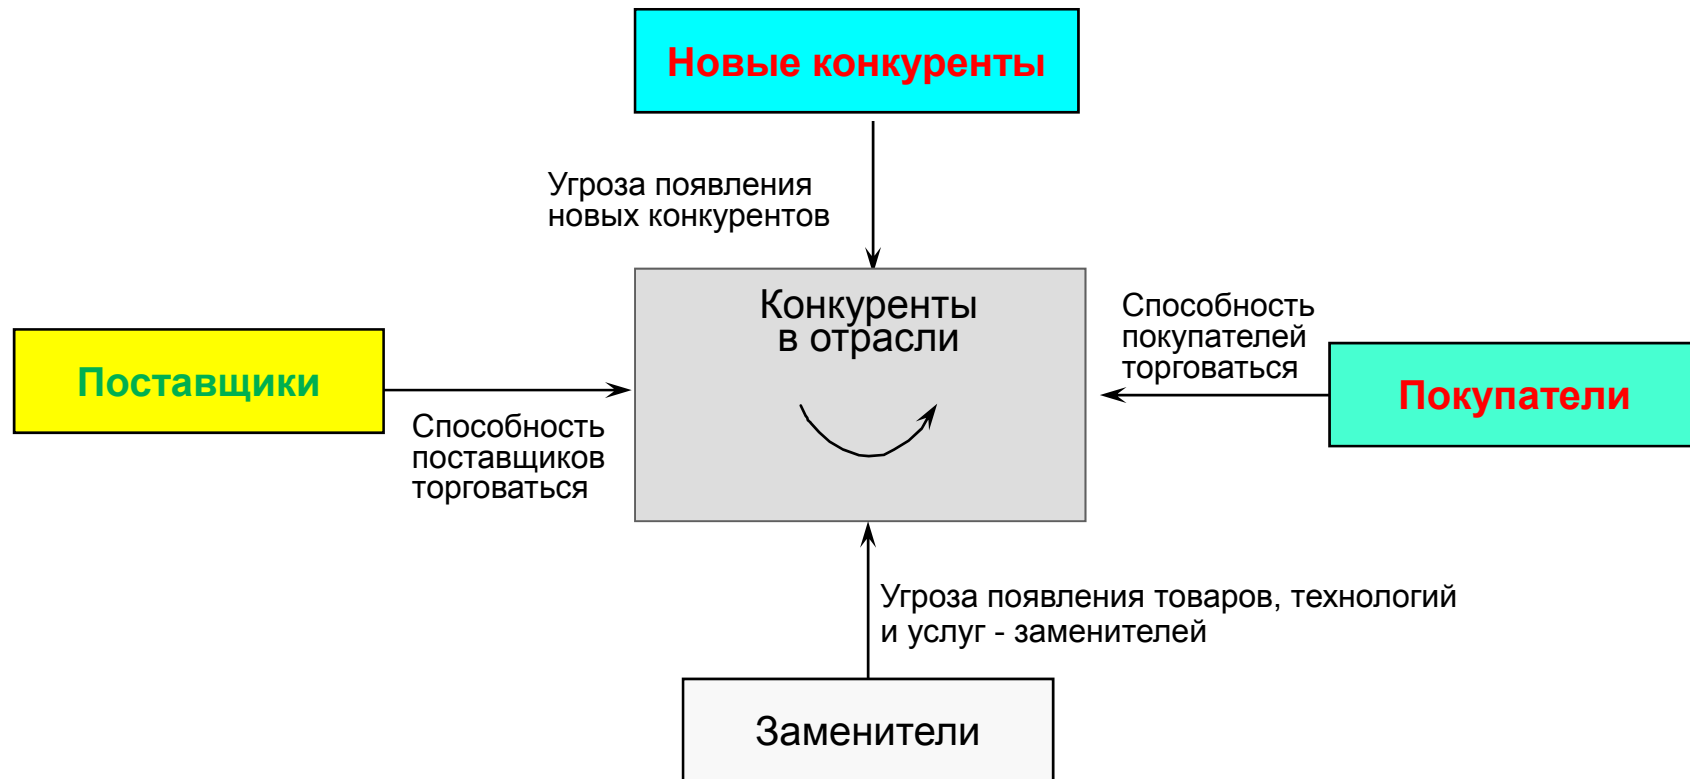 Новые конкуренты
Угроза появления
новых конкурентов
Конкуренты
в отрасли
Способность
покупателей
торговаться
Поставщики
Покупатели
Способность
поставщиков
торговаться
Угроза появления товаров, технологий
и услуг - заменителей
Заменители